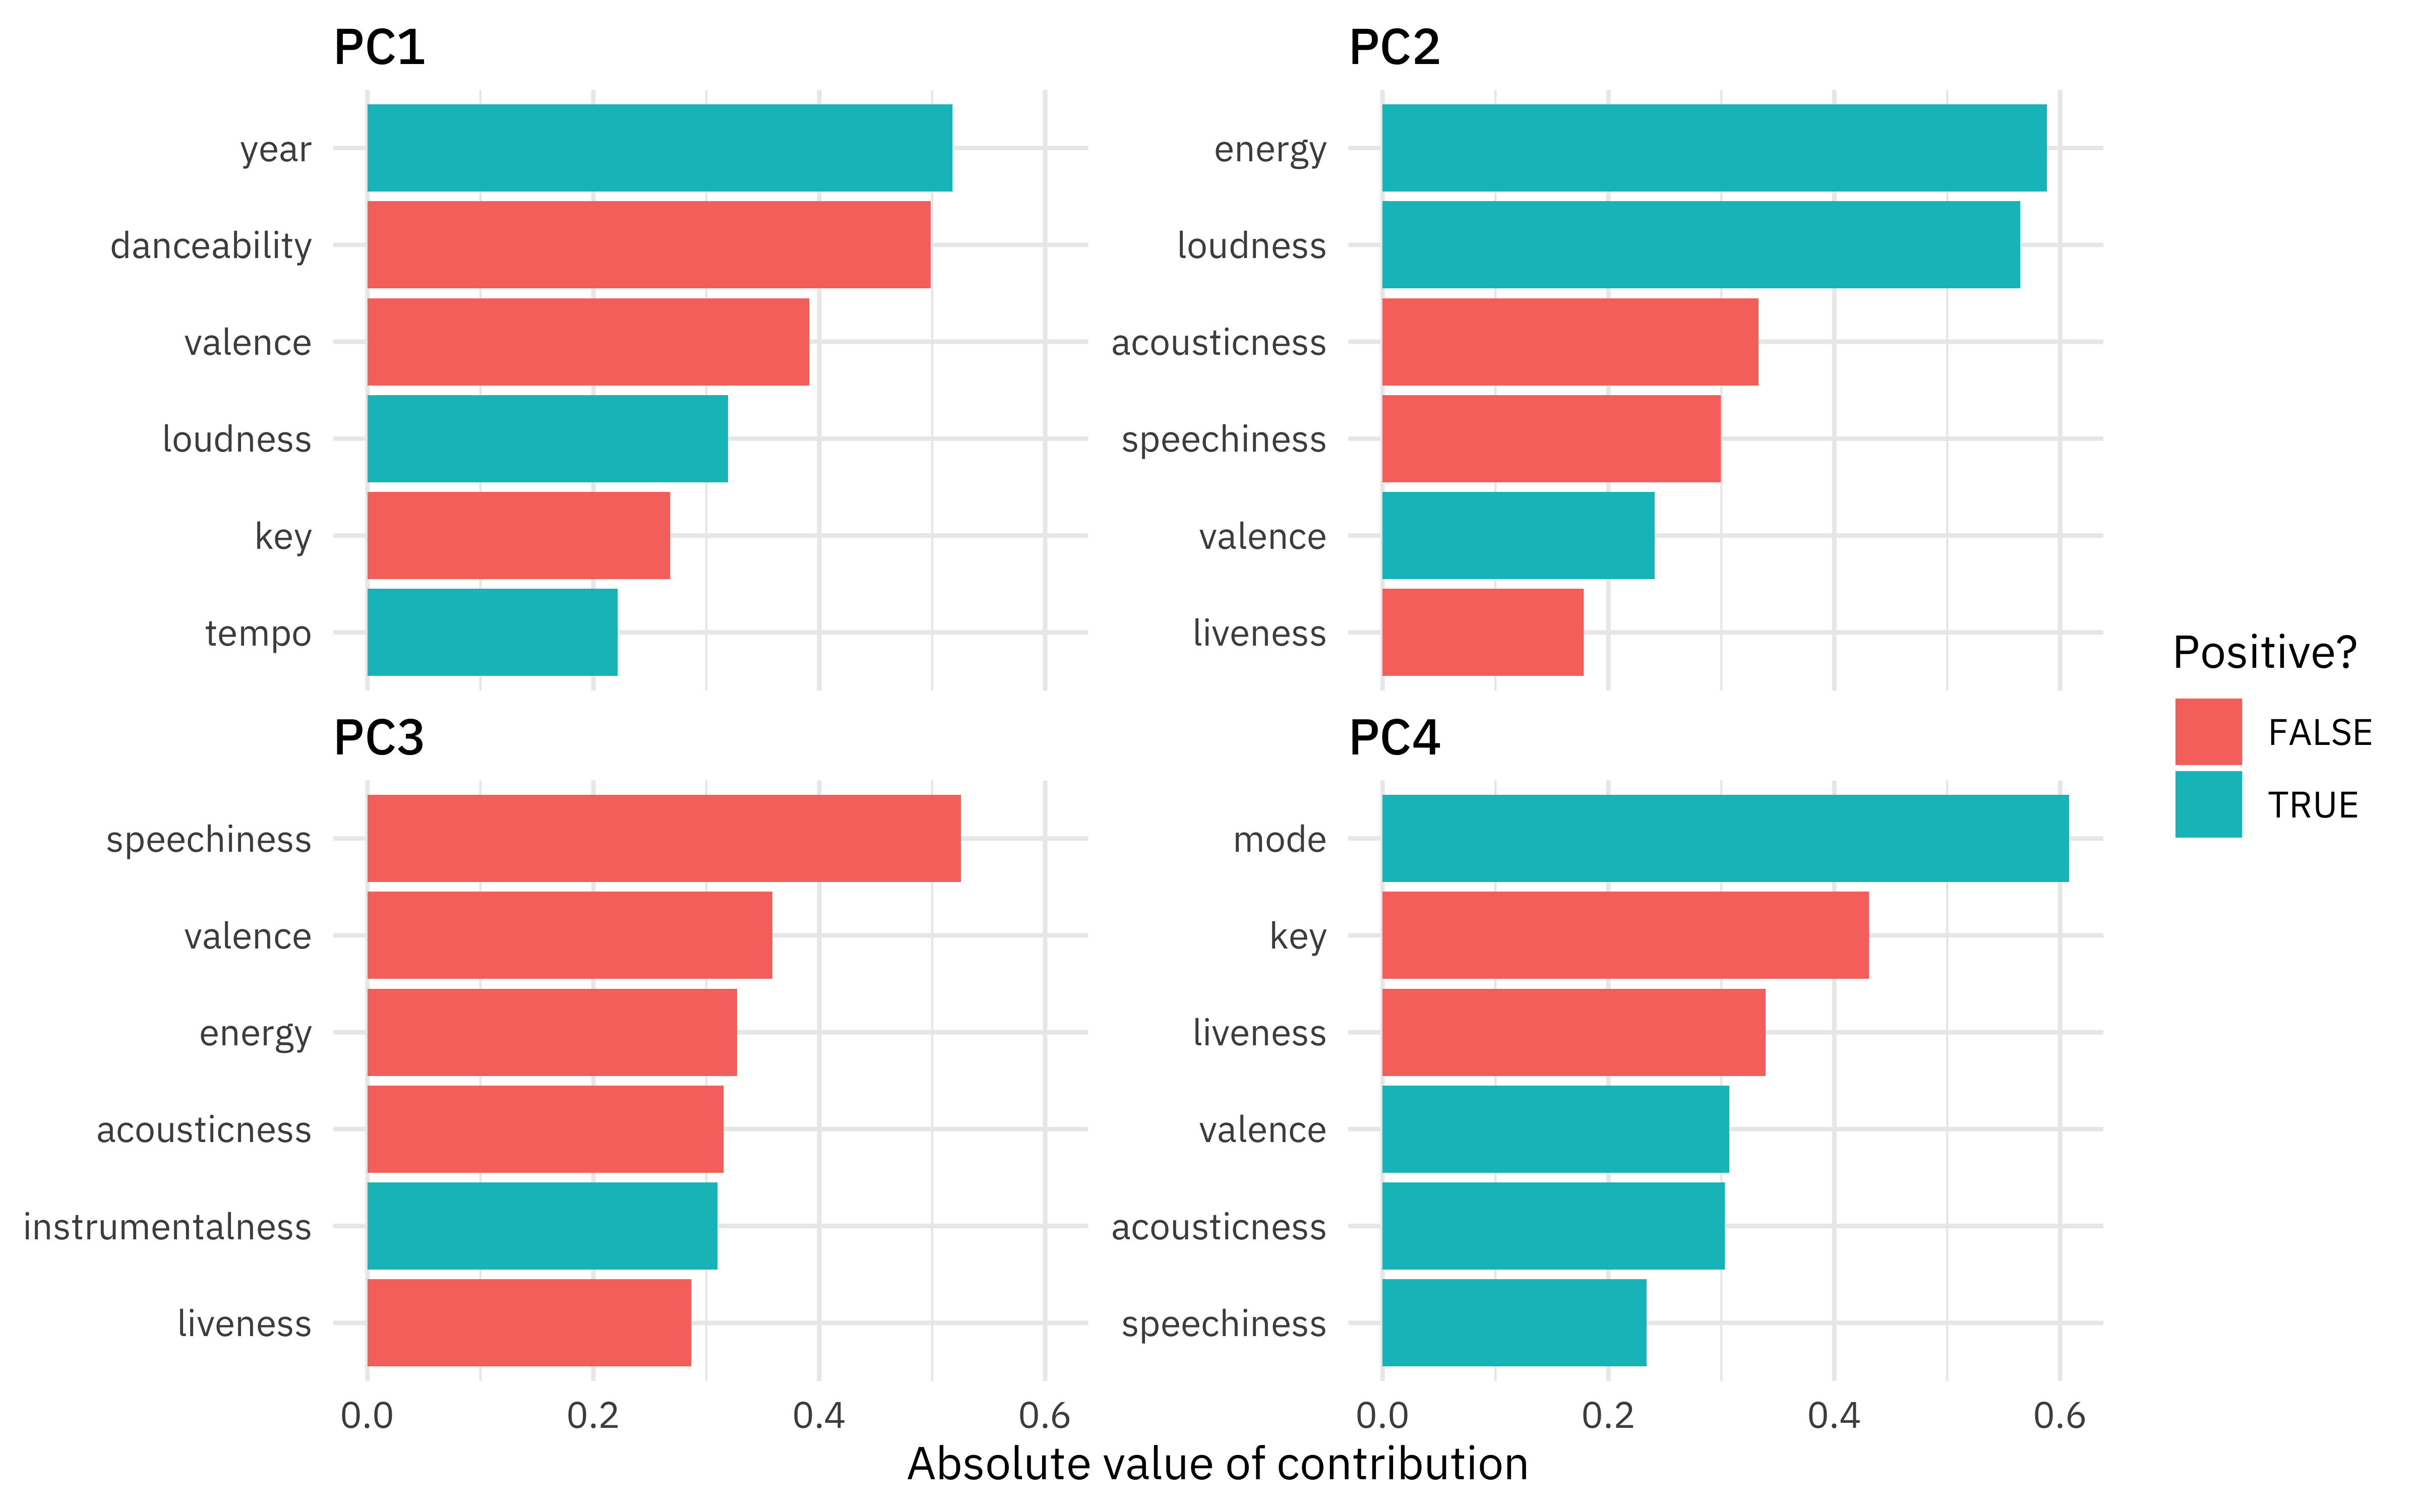 PC1
year
danceability
valence
loudness
key
tempo
PC2
energy
loudness
acousticness
speechiness
valence
liveness
PC3
speechiness
valence
energy
acousticness
instrumentalness
liveness
0.0 0.2 0.4 0.6
PC4
mode
key
liveness
valence
acousticness
speechiness
0.0 0.2 0.4 0.6
Absolute value of contribution
Positive?
FALSE
TRUE